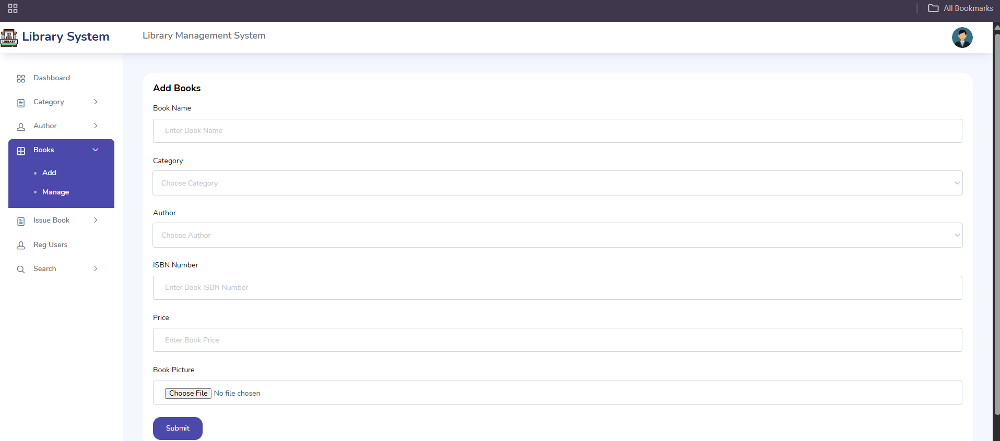 All Bookmarks
LIBRARY
Library System
Library Management System
Dashboard
Category
Author
Books
Add
Manage
Issue Book
Reg Users
Search
Add Books
Book Name
Enter Book Name
Category
Choose Category
Author
Choose Author
ISBN Number
Enter Book ISBN Number
Price
Enter Book Price
Book Picture
Choose File No file chosen
Submit